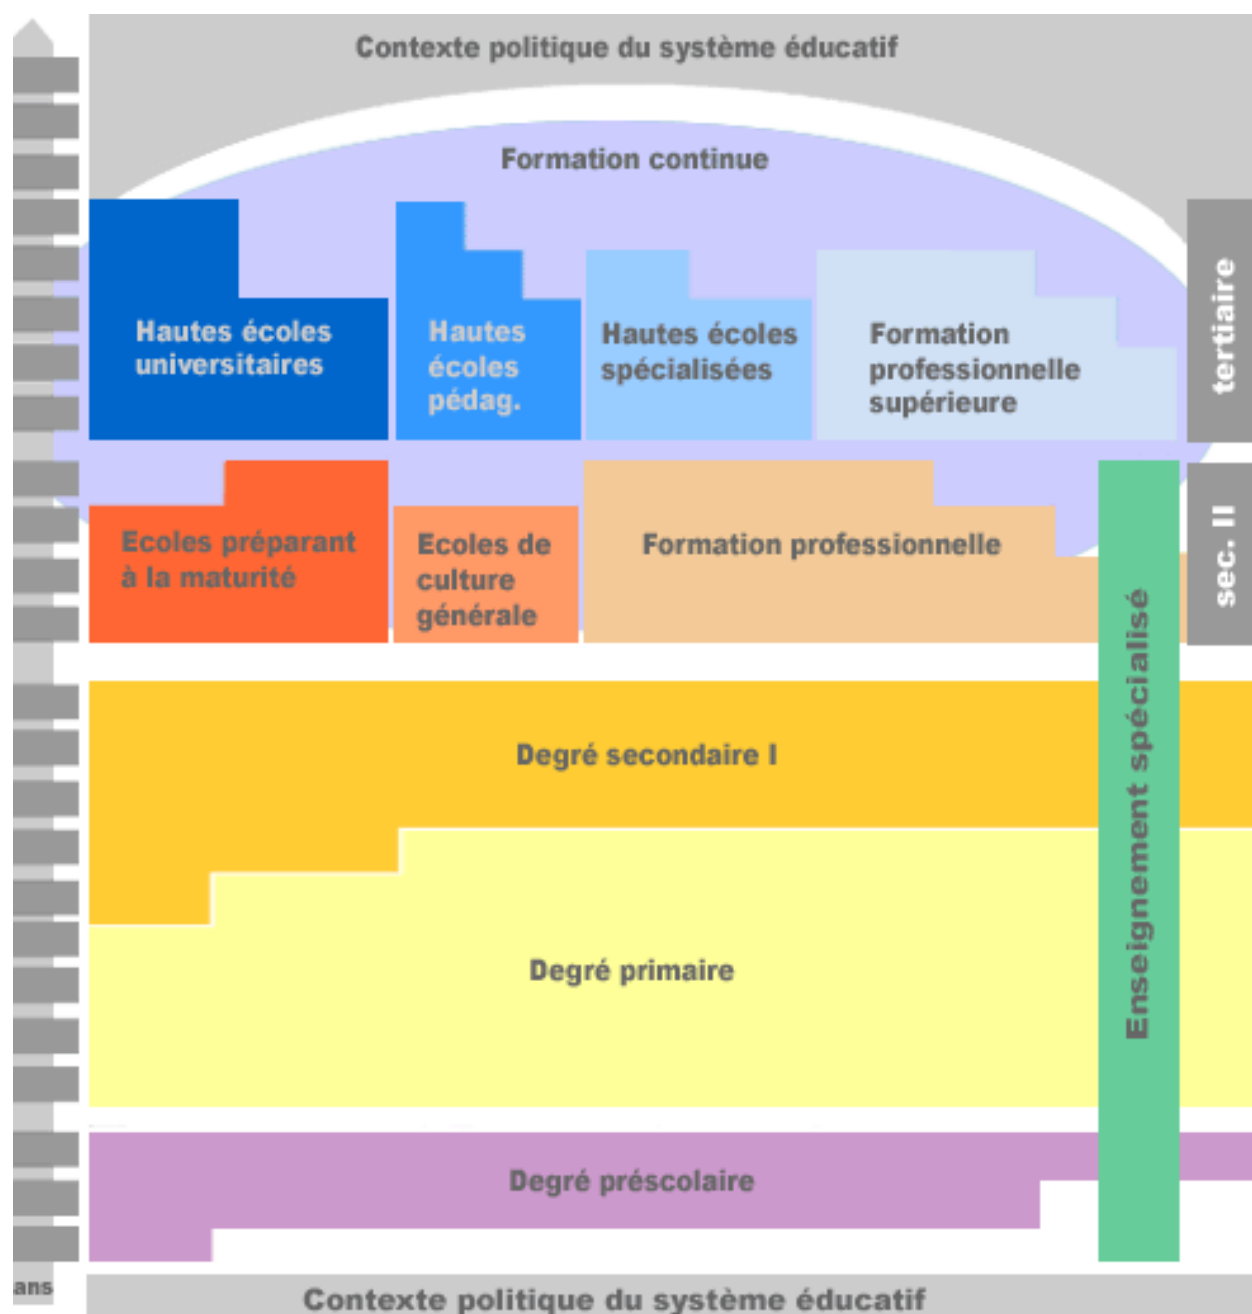 Contexte politique du système éducatif
Formation continue
Hautes écoles
universitaires
Hautes
écoles
pédag.
Hautes écoles
spécialisées
Formation
professionnelle
supérieure
tertiaire
Ecoles préparant
à la maturité
Ecoles de
culture
générale
Formation professionnelle
sec. II
Degré secondaire I
Enseignement spécialisé
Degré primaire
Degré préscolaire
ans
Contexte politique du système éducatif